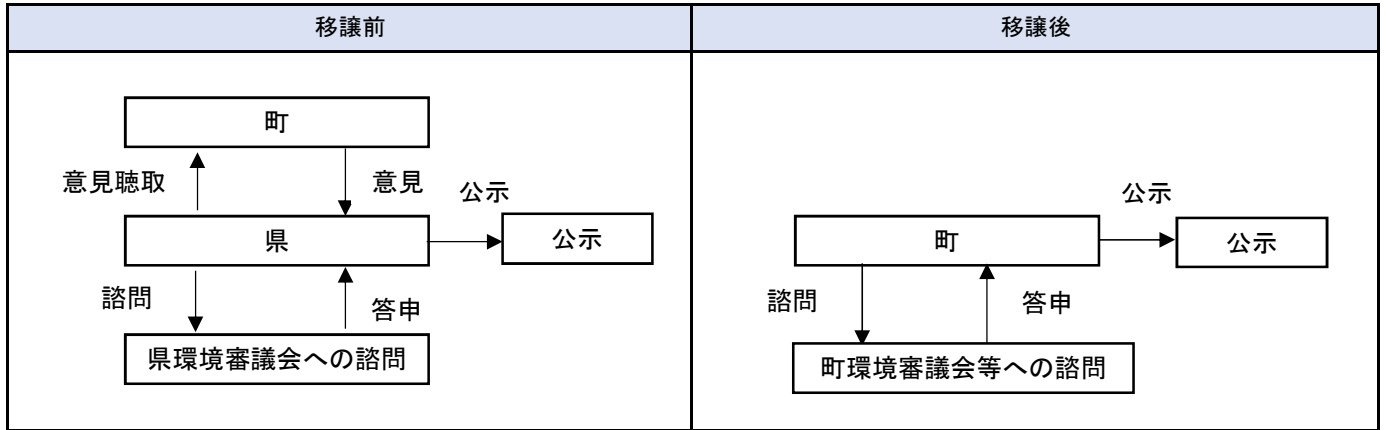 移譲前
町
意見聴取
意見
公示
県
公示
諮問
答申
県環境審議会への諮問
移譲後
公示
町
公示
諮問
答申
町環境審議会等への諮問